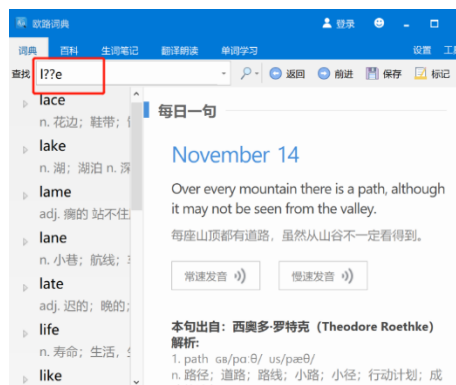 欧路词典 登录
词典 百科 生词笔记 翻译朗读 单词学习 设置 工
查找 l??e 返回 前进 保存 标记
lace
n. 花边；鞋带；
lake
n. 湖；湖泊 n. 深
lame
adj. 瘸的 站不住
lane
n. 小巷；航线；
late
adj. 迟的；晚的；
life
n. 寿命；生活，
like
每日一句
November 14
Over every mountain there is a path, although
it may not be seen from the valley.
每座山顶都有道路，虽然从山谷不一定看得到。
常速发音 慢速发音
本句出自：西奥多·罗特克（Theodore Roethke）
解析:
1. path ɢa/pɑːθ/ us/pæθ/
n. 路径；道路；路线；小路；小径；行动计划；成